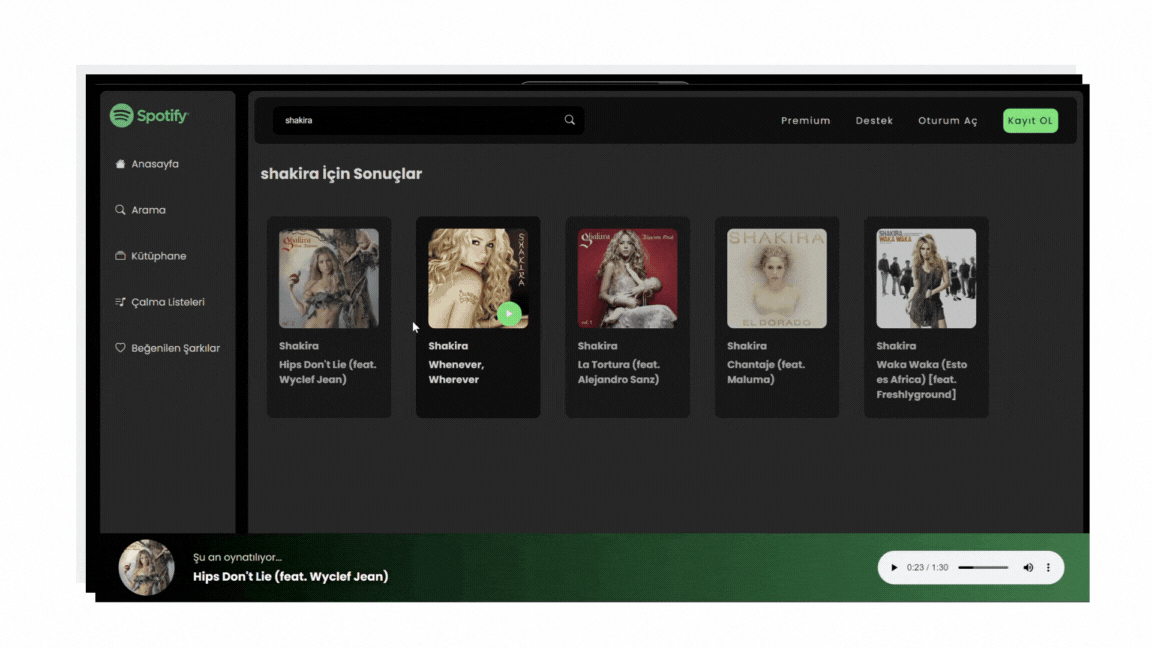 Spotify
Anasayfa
Arama
Kütüphane
Çalma Listeleri
Beğenilen Şarkılar
shakira
Premium
Destek
Oturum Aç
Kayıt OL
shakira İçin Sonuçlar
Shakira
Shakira
Hips Don't Lie (feat.
Wyclef Jean)
SHAKIRA
Shakira
Whenever,
Wherever
Shakira
Shakira
La Tortura (feat.
Alejandro Sanz)
SHAKIRA
EL DORADO
Shakira
Chantaje (feat.
Maluma)
SHAKIRA
WAKA WAKA
Shakira
Waka Waka (Esto
es Africa) [feat.
Freshlyground]
Şu an oynatılıyor...
Hips Don't Lie (feat. Wyclef Jean)
0:23 / 1:30